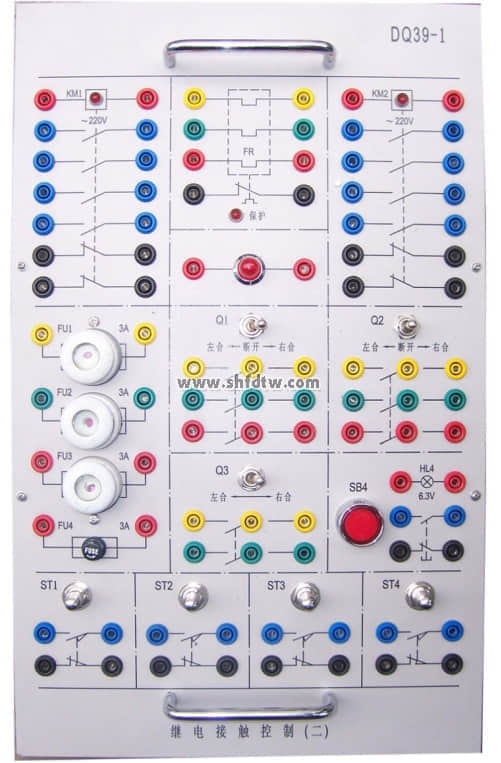 DQ39-1
KM1
KM2
～220V
～220V
FR
保护
FU1 3A
Q1
Q2
左合 断开 右合
左合 断开 右合
www.shfdtw.com
FU2 3A
FU3 3A
Q3
HL4
SB4
6.3V
左合 右合
FU4 3A
FUSE
ST1
ST2
ST3
ST4
继电接触控制(二)